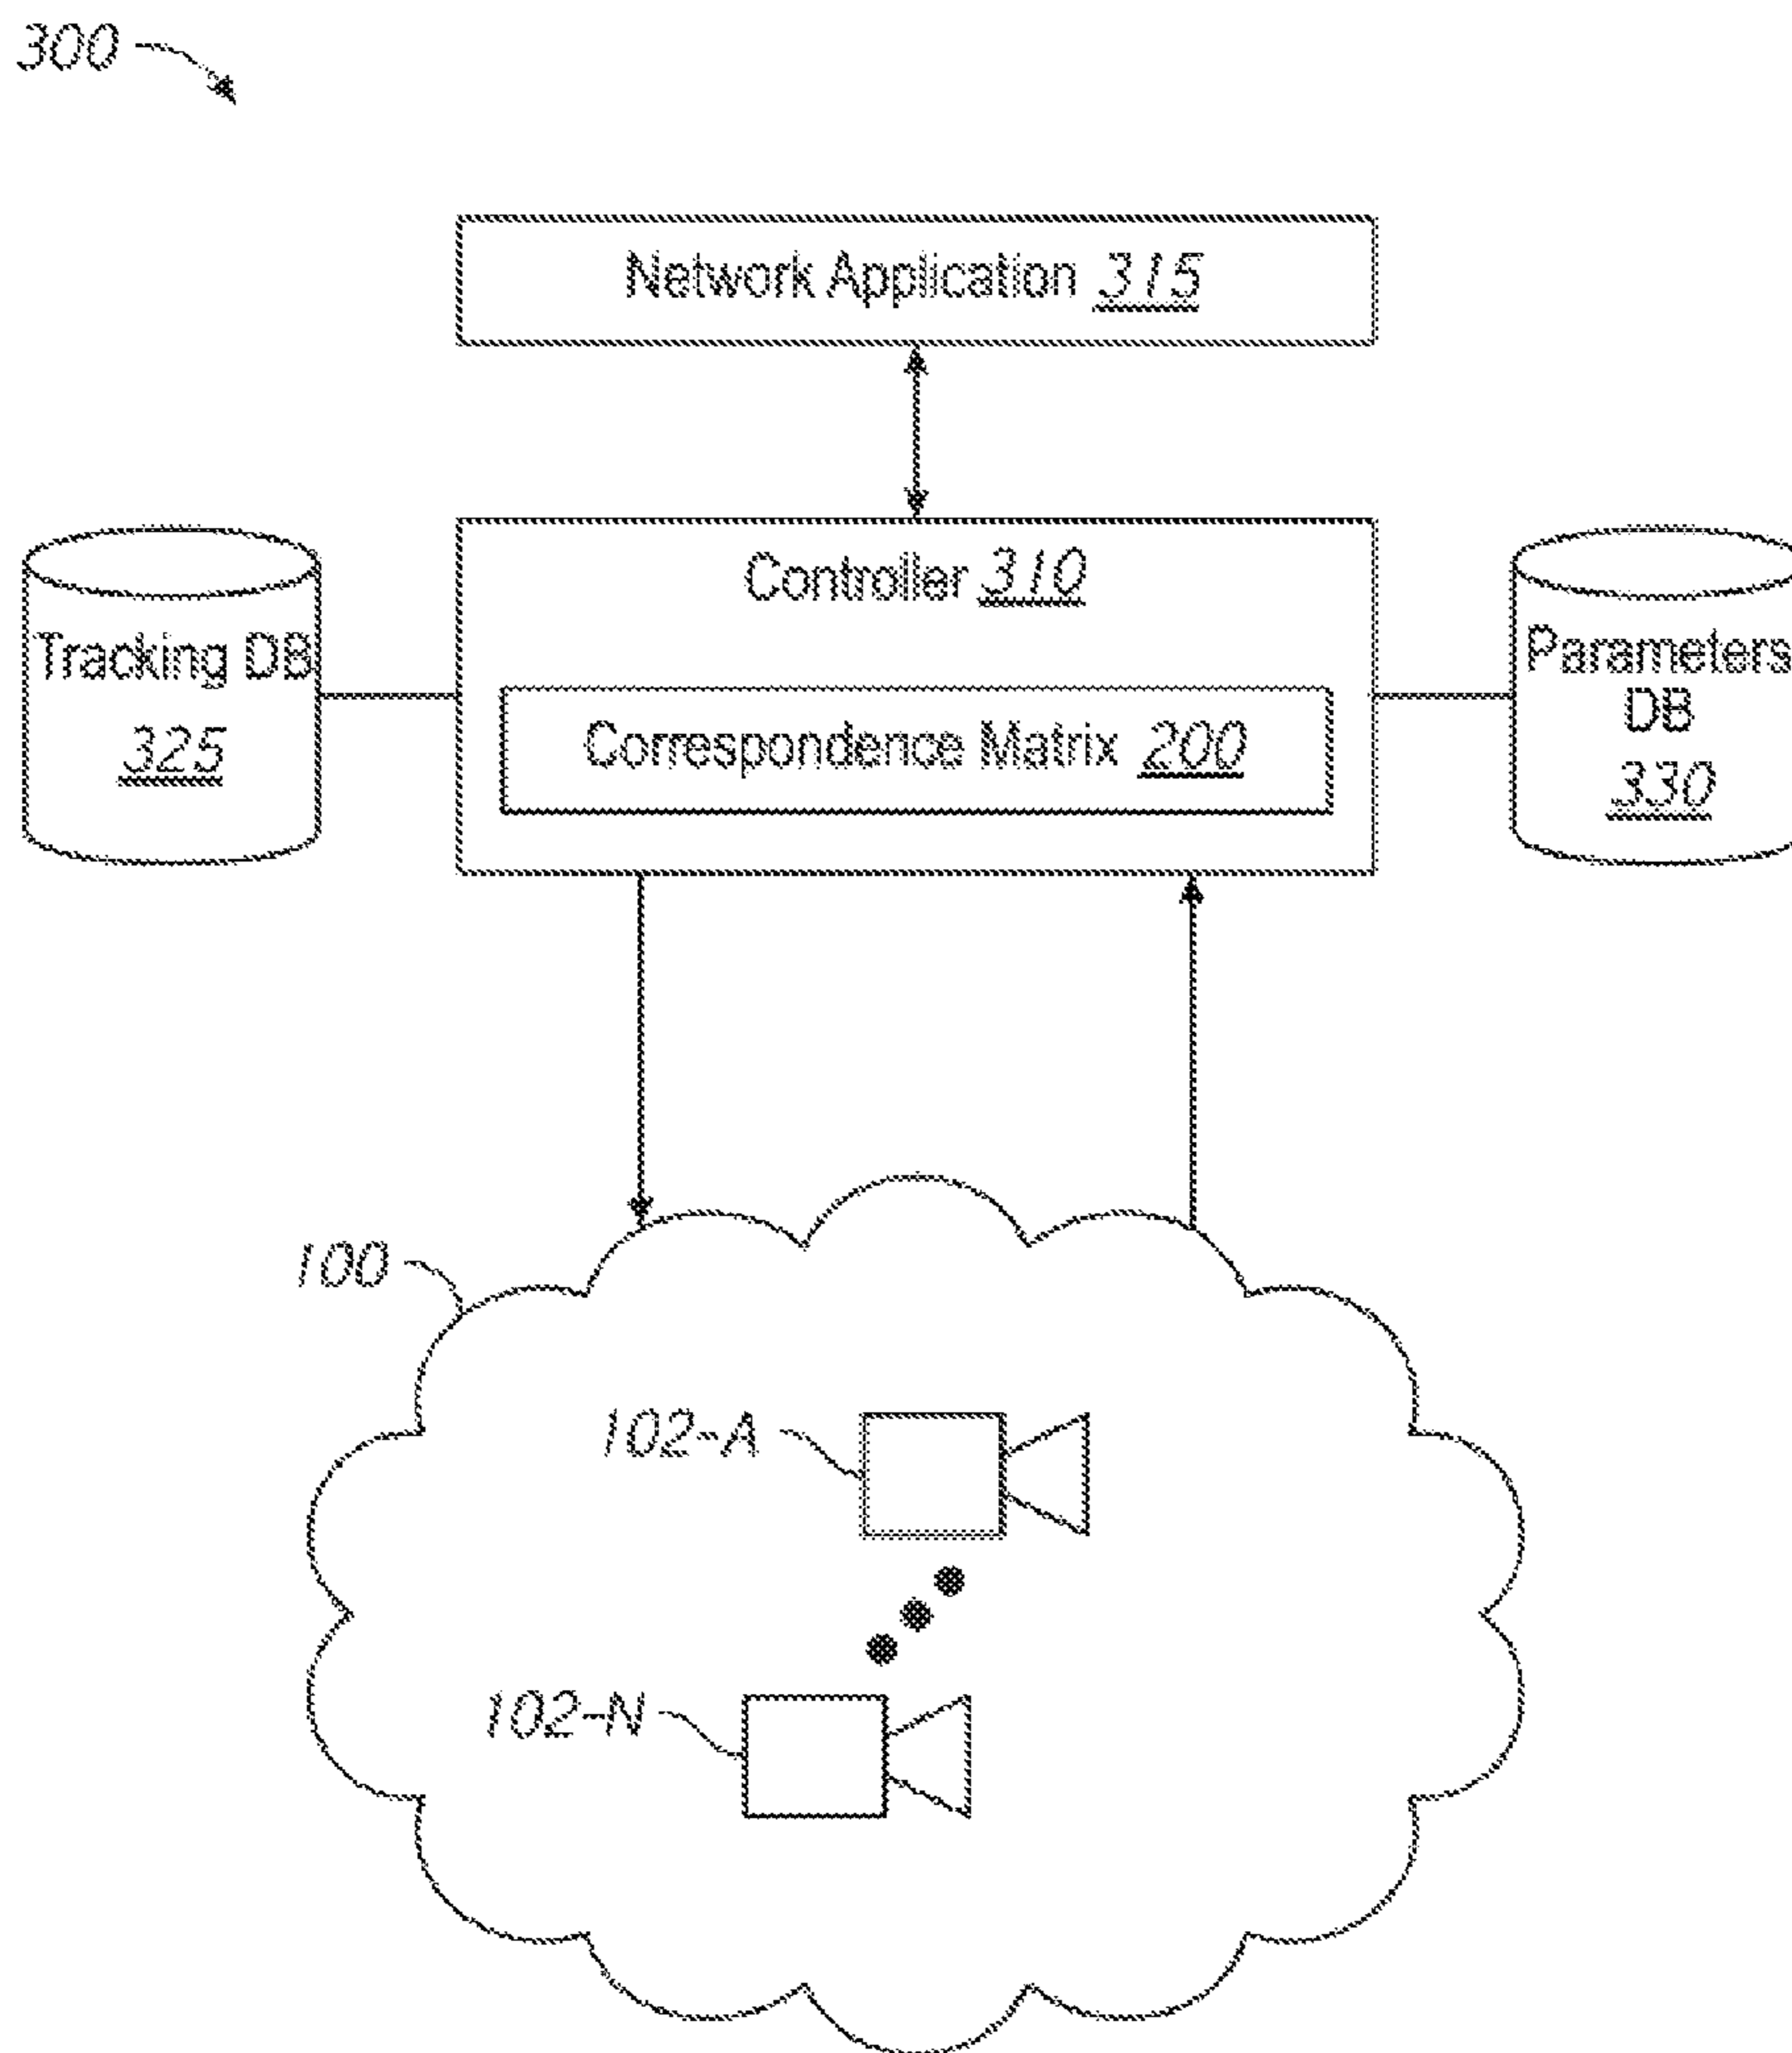 300
Network Application 315
Controller 310
Tracking DB
325
Correspondence Matrix 200
Parameters
DB
330
100
102-A
102-N